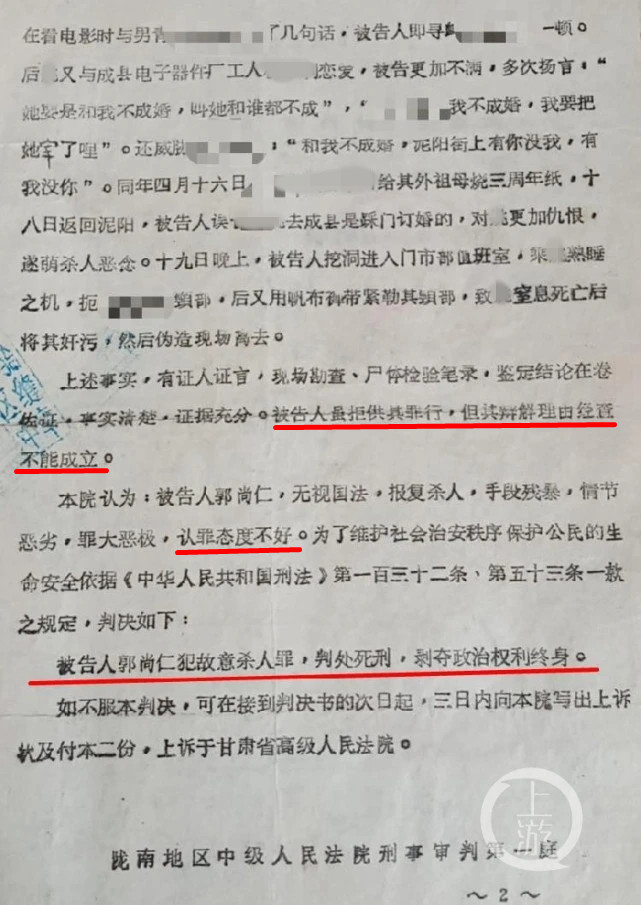 在看电影时与男青 了几句话，被告人即寻 一顿。
后 又与成县电子器件厂工人 恋爱，被告更加不满，多次扬言：“
她要是和我不成婚，叫她和谁都不成”，“ 我不成婚，我要把
她宰了哩”。还威胁 ：“和我不成婚，泥阳街上有你没我，有
我没你”。同年四月十六日 给其外祖母烧三周年纸，十
八日返回泥阳，被告人误 去成县是踩门订婚的，对 更加仇恨，
遂萌杀人恶念。十九日晚上，被告人挖洞进入门市部值班室，乘 熟睡
之机，扼 颈部，后又用帆布 带紧勒其颈部，致 窒息死亡后
将其奸污，然后伪造现场离去。
上述事实，有证人证言，现场勘查、尸体检验笔录，鉴定结论在卷
佐证，事实清楚，证据充分。被告人虽拒供其罪行，但其辩解理由经查
不能成立。
本院认为：被告人郭尚仁，无视国法，报复杀人，手段残暴，情节
恶劣，罪大恶极，认罪态度不好。为了维护社会治安秩序保护公民的生
命安全依据《中华人民共和国刑法》第一百三十二条、第五十三条一款
之规定，判决如下：
被告人郭尚仁犯故意杀人罪，判处死刑，剥夺政治权利终身。
如不服本判决，可在接到判决书的次日起，三日内向本院写出上诉
状及付本二份，上诉于甘肃省高级人民法院。
陇南地区中级人民法院刑事审判第一庭
～2～
上游